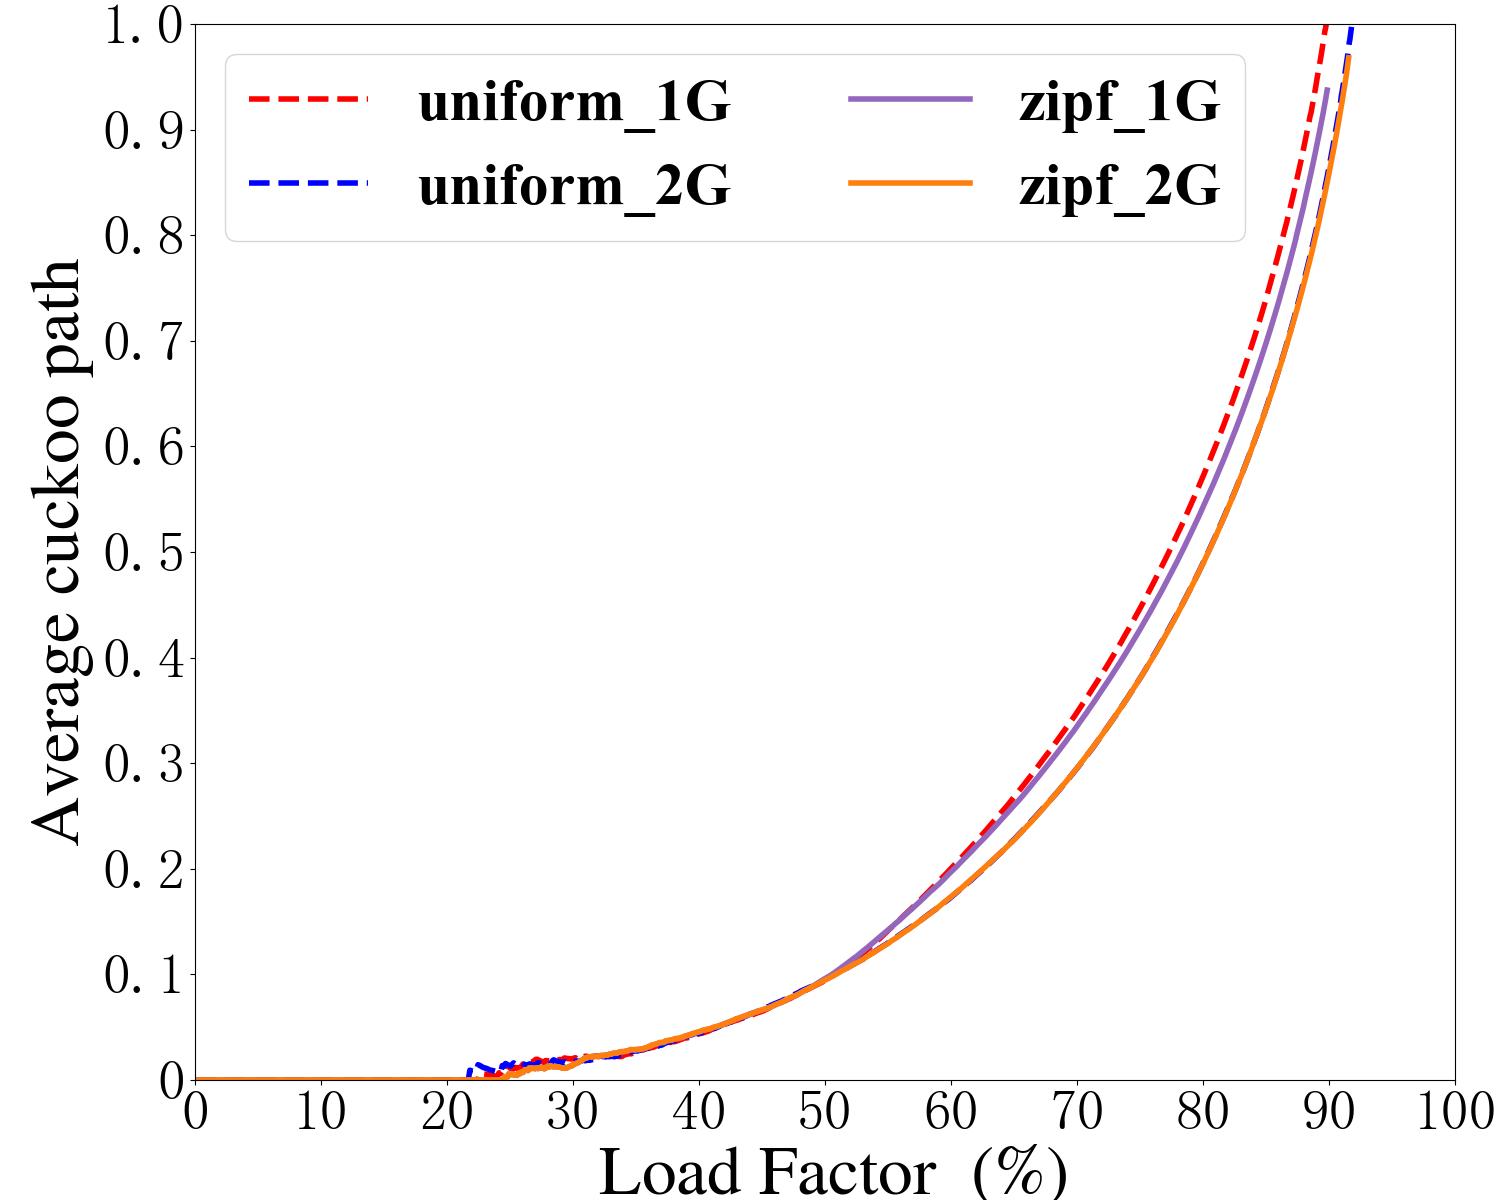 Average cuckoo path
1.0
0.9
0.8
0.7
0.6
0.5
0.4
0.3
0.2
0.1
0
uniform_1G
uniform_2G
zipf_1G
zipf_2G
0 10 20 30 40 50 60 70 80 90 100
Load Factor (%)